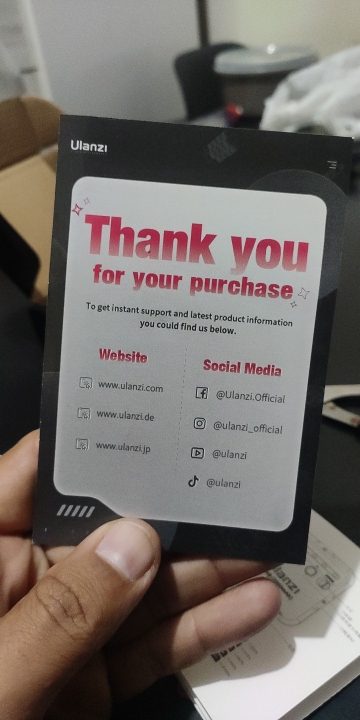 Ulanzi
Thank you
for your purchase
To get instant support and latest product information
you could find us below.
Website
www.ulanzi.com
www.ulanzi.de
www.ulanzi.jp
Social Media
@Ulanzi.Official
@ulanzi_official
@ulanzi
@ulanzi